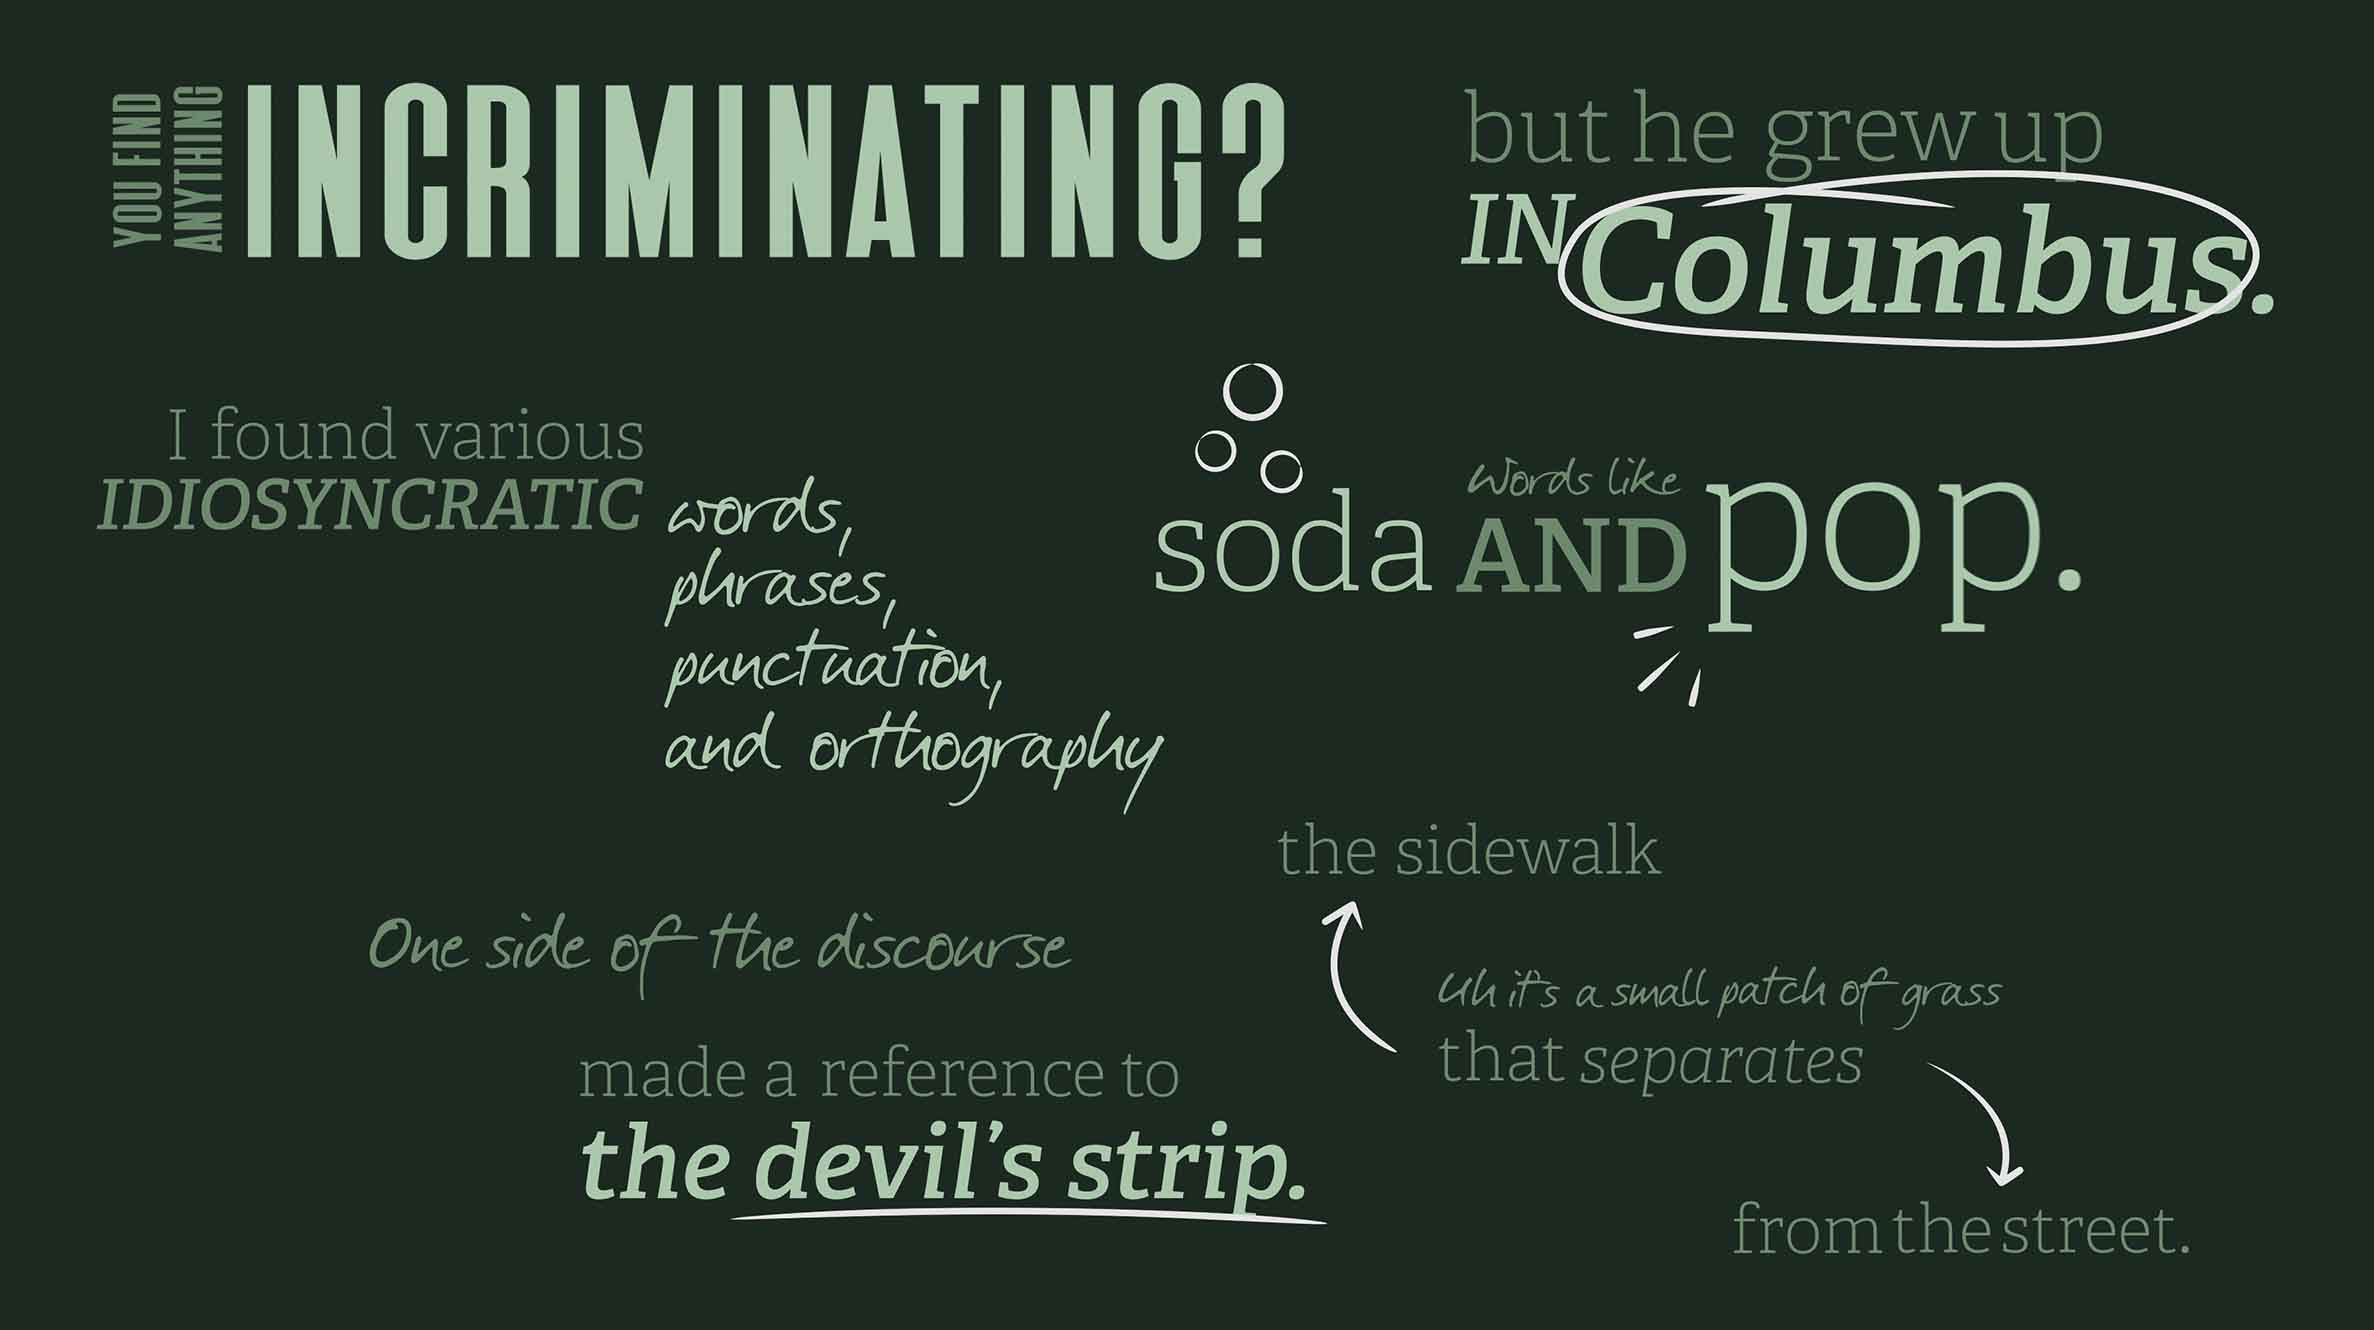 YOU FIND
ANYTHING
INCRIMINATING?
but he grew up
IN Columbus.
I found various
IDIOSYNCRATIC
words,
phrases,
punctuation,
and orthography
Words like
soda AND pop.
One side of the discourse
made a reference to
the devil's strip.
the sidewalk
Uh it's a small patch of grass
that separates
from the street.